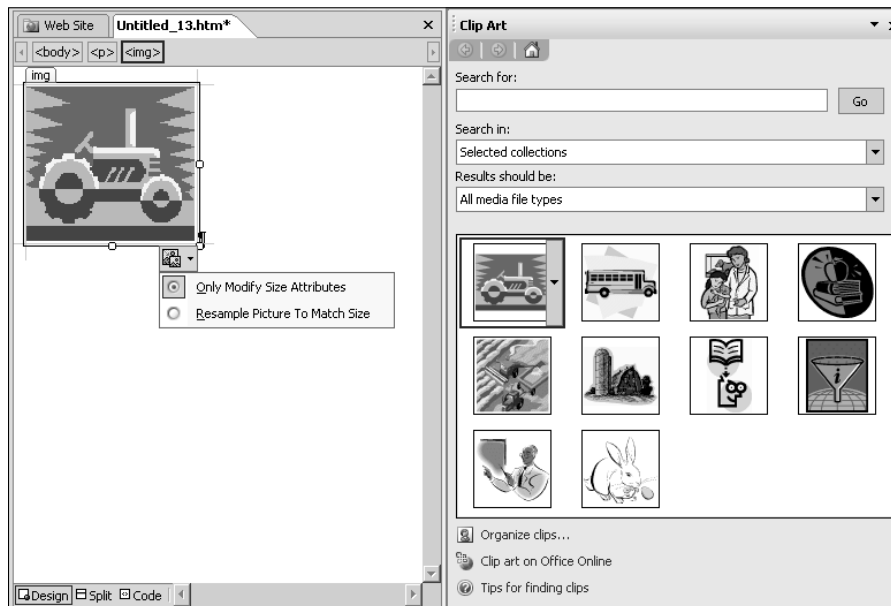 Web Site
Untitled_13.htm*
<body>
<p>
<img>
img
¶
Only Modify Size Attributes
Resample Picture To Match Size
Design
Split
Code
Clip Art
Search for:
Go
Search in:
Selected collections
Results should be:
All media file types
i
Organize clips...
Clip art on Office Online
Tips for finding clips